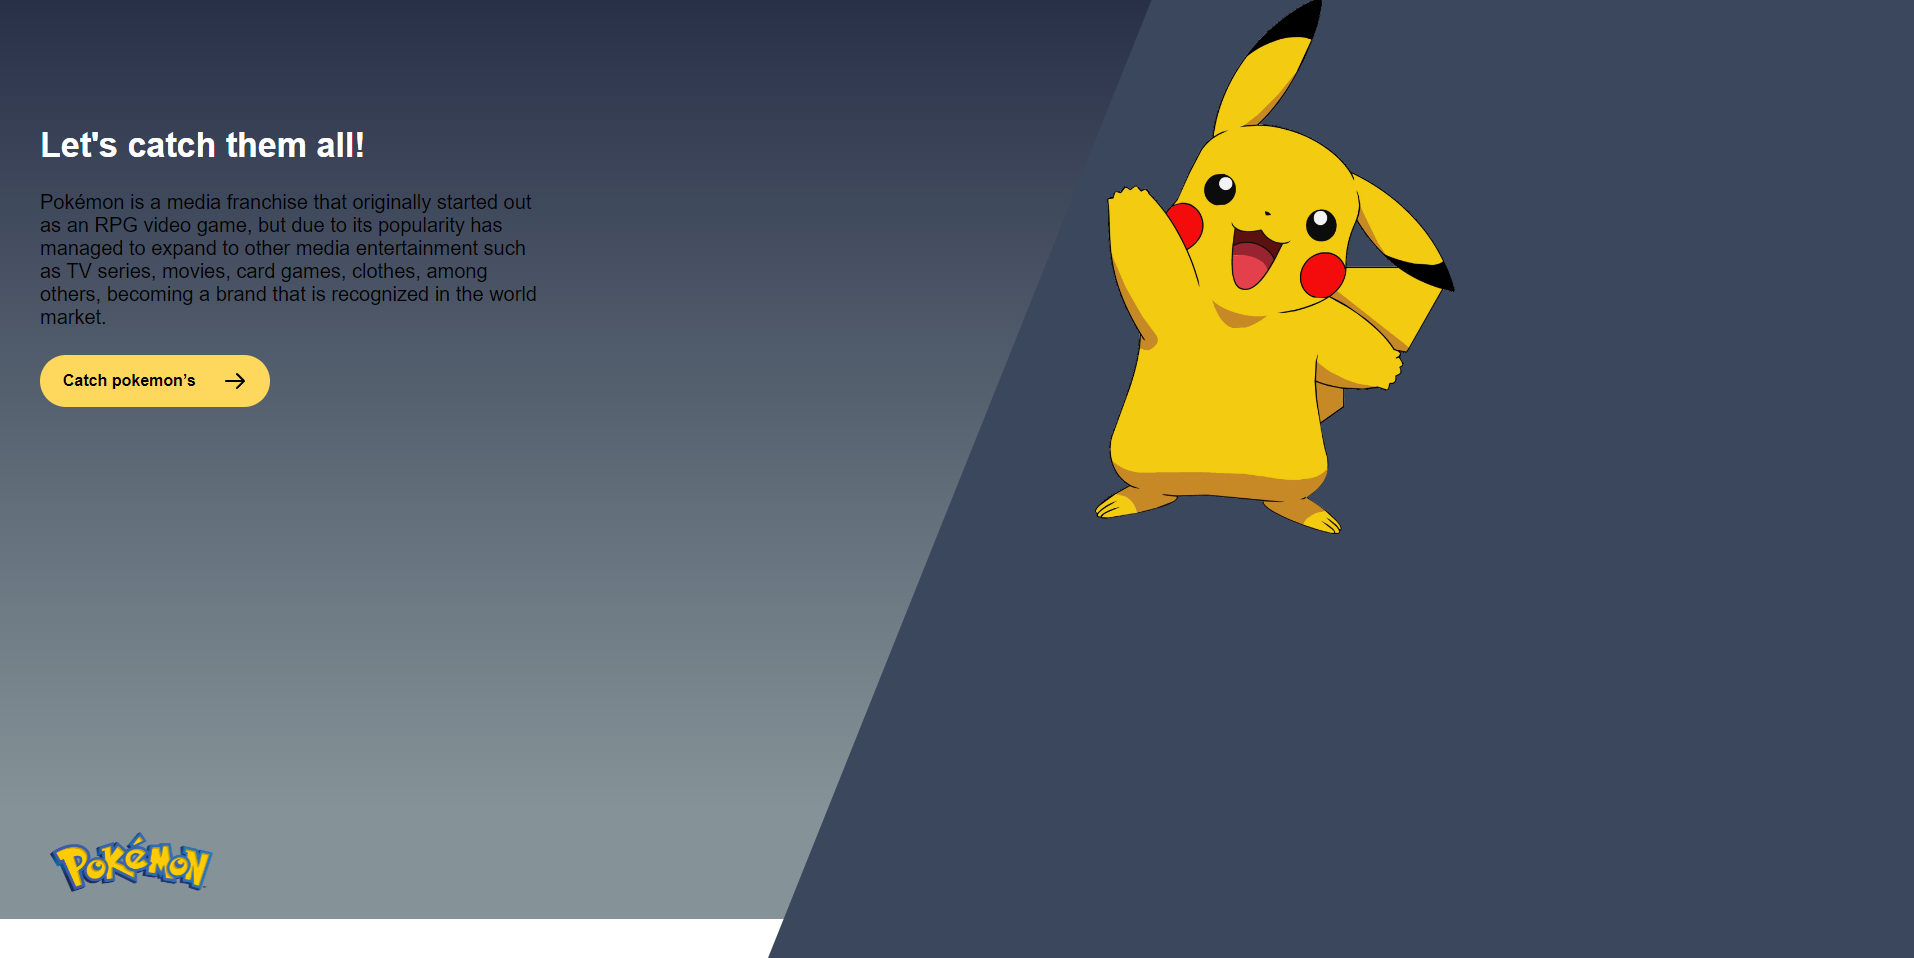 Let's catch them all!
Pokémon is a media franchise that originally started out
as an RPG video game, but due to its popularity has
managed to expand to other media entertainment such
as TV series, movies, card games, clothes, among
others, becoming a brand that is recognized in the world
market.
Catch pokemon’s
POKéMON